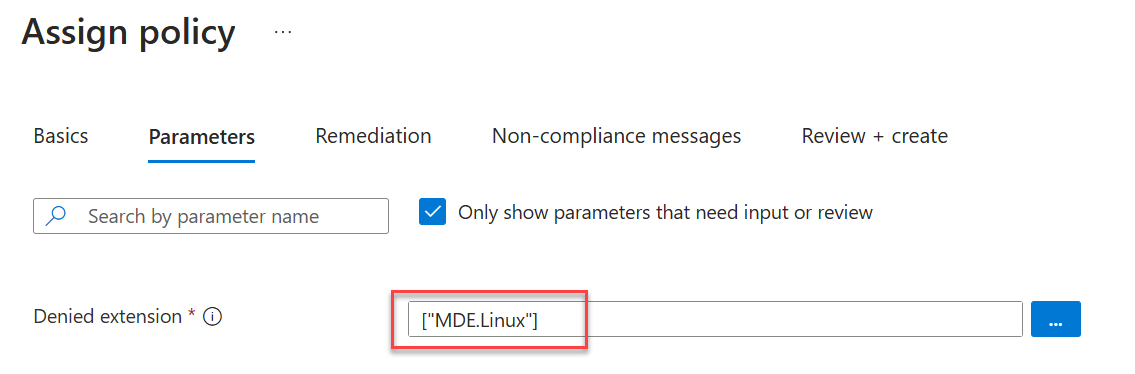 Assign policy ...
Basics Parameters Remediation Non-compliance messages Review + create
Search by parameter name Only show parameters that need input or review
Denied extension * ["MDE.Linux"] ...